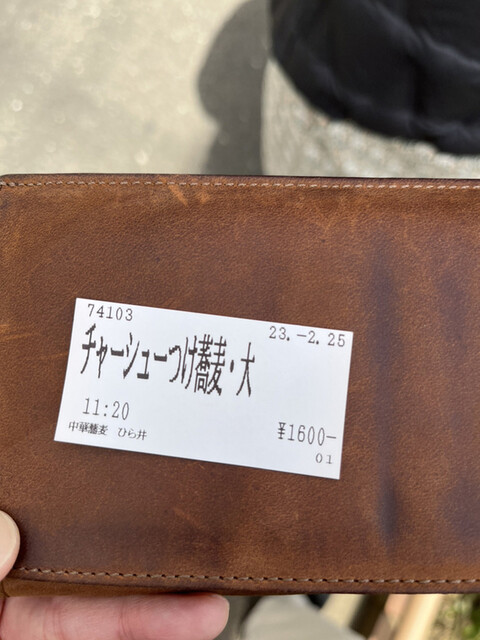 74103
23.-2.25
チャーシューつけ蕎麦・大
11:20
¥1600-
中華蕎麦 ひら井
01